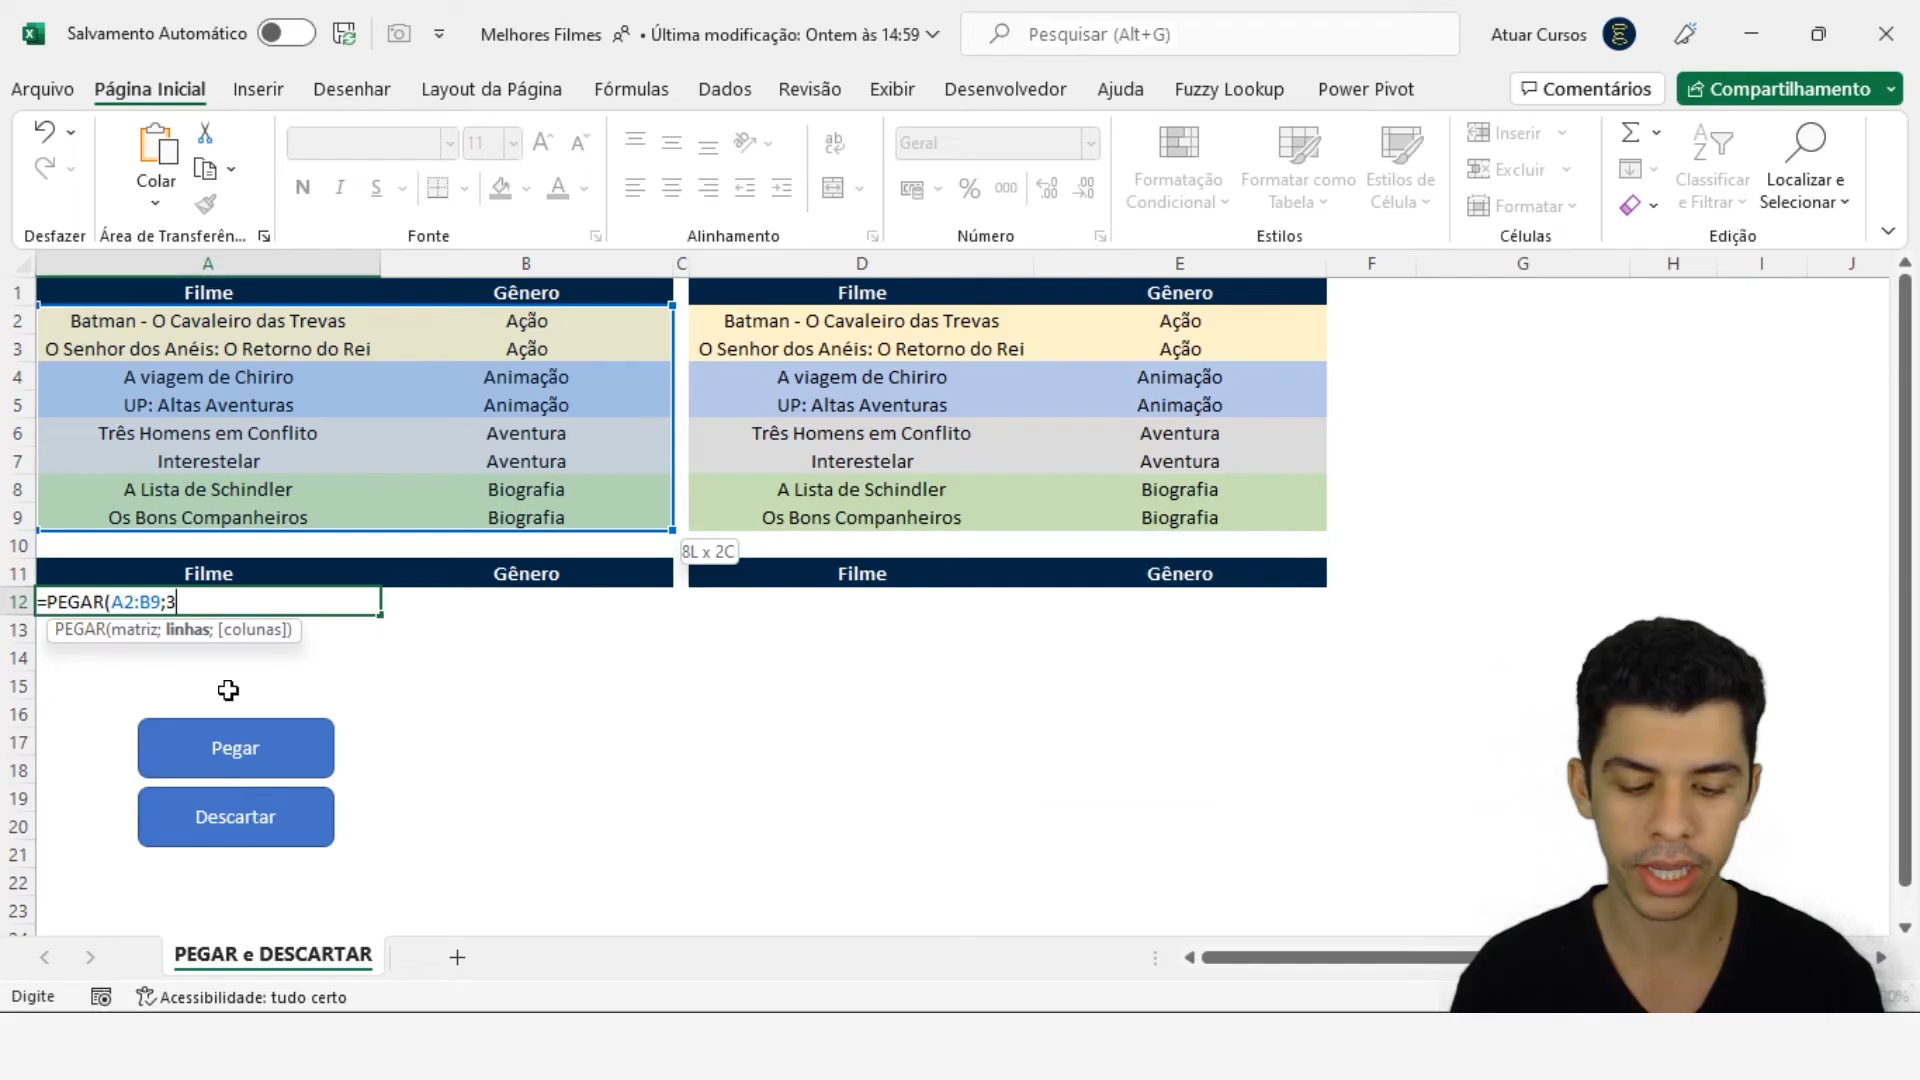 Salvamento Automático
Melhores Filmes • Última modificação: Ontem às 14:59
Pesquisar (Alt+G)
Atuar Cursos
Arquivo Página Inicial Inserir Desenhar Layout da Página Fórmulas Dados Revisão Exibir Desenvolvedor Ajuda Fuzzy Lookup Power Pivot
Comentários
Compartilhamento
Colar
11
N I S
ab
Geral
% 000
Formatação Condicional
Formatar como Tabela
Estilos de Célula
Inserir
Excluir
Formatar
Classificar e Filtrar
Localizar e Selecionar
Desfazer Área de Transferên... Fonte Alinhamento Número Estilos Células Edição
A B C D E F G H I J
1 Filme Gênero Filme Gênero
2 Batman - O Cavaleiro das Trevas Ação Batman - O Cavaleiro das Trevas Ação
3 O Senhor dos Anéis: O Retorno do Rei Ação O Senhor dos Anéis: O Retorno do Rei Ação
4 A viagem de Chiriro Animação A viagem de Chiriro Animação
5 UP: Altas Aventuras Animação UP: Altas Aventuras Animação
6 Três Homens em Conflito Aventura Três Homens em Conflito Aventura
7 Interestelar Aventura Interestelar Aventura
8 A Lista de Schindler Biografia A Lista de Schindler Biografia
9 Os Bons Companheiros Biografia Os Bons Companheiros Biografia
10
8L x 2C
11 Filme Gênero Filme Gênero
12 =PEGAR(A2:B9;3
13 PEGAR(matriz; linhas; [colunas])
14
15
16
17 Pegar
18
19
20 Descartar
21
22
23
PEGAR e DESCARTAR
Digite
Acessibilidade: tudo certo